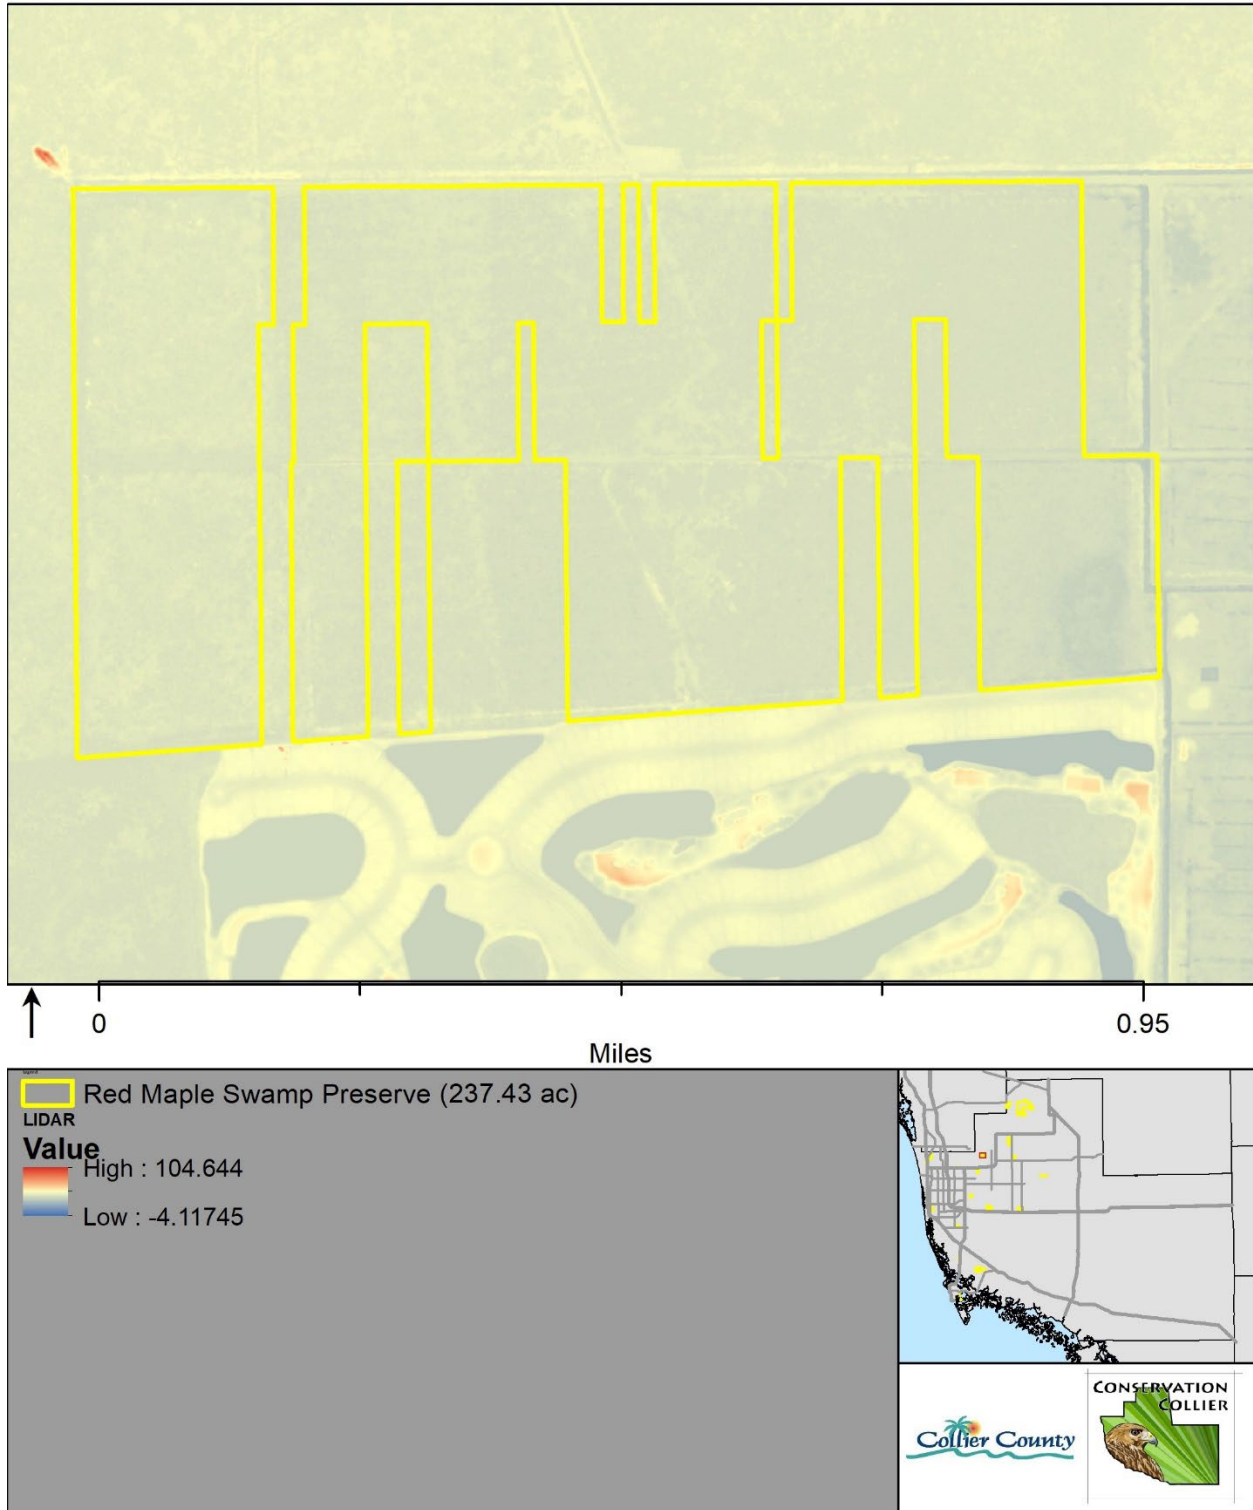 0 0.95
Miles
Red Maple Swamp Preserve (237.43 ac)
LIDAR
Value
High : 104.644
Low : -4.11745
Collier County
CONSERVATION
COLLIER